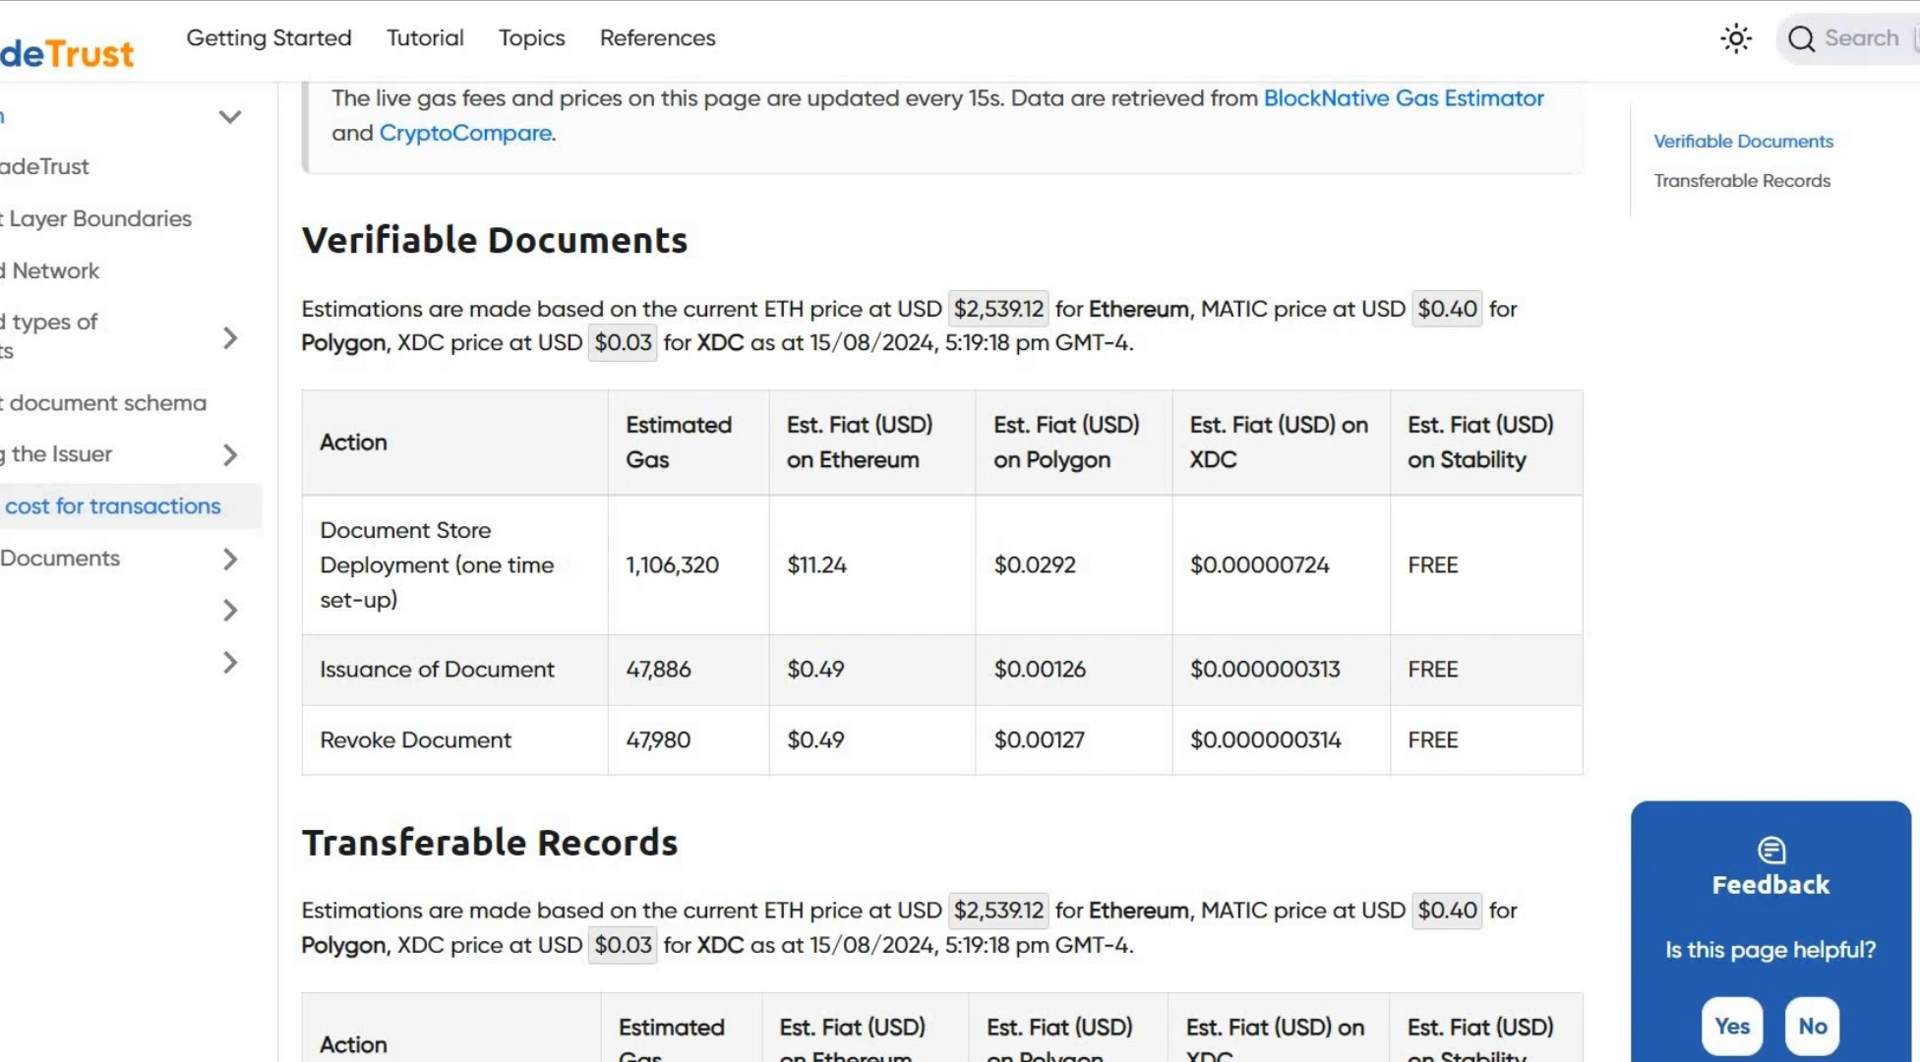 deTrust
Getting Started
Tutorial
Topics
References
Search
adeTrust
Layer Boundaries
Network
types of
document schema
the Issuer
cost for transactions
Documents
The live gas fees and prices on this page are updated every 15s. Data are retrieved from BlockNative Gas Estimator
and CryptoCompare.
Verifiable Documents
Transferable Records
Verifiable Documents
Estimations are made based on the current ETH price at USD $2,539.12 for Ethereum, MATIC price at USD $0.40 for
Polygon, XDC price at USD $0.03 for XDC as at 15/08/2024, 5:19:18 pm GMT-4.
Action
Estimated
Gas
Est. Fiat (USD)
on Ethereum
Est. Fiat (USD)
on Polygon
Est. Fiat (USD) on
XDC
Est. Fiat (USD)
on Stability
Document Store
Deployment (one time
set-up)
1,106,320
$11.24
$0.0292
$0.00000724
FREE
Issuance of Document
47,886
$0.49
$0.00126
$0.000000313
FREE
Revoke Document
47,980
$0.49
$0.00127
$0.000000314
FREE
Transferable Records
Estimations are made based on the current ETH price at USD $2,539.12 for Ethereum, MATIC price at USD $0.40 for
Polygon, XDC price at USD $0.03 for XDC as at 15/08/2024, 5:19:18 pm GMT-4.
Action
Estimated
Gas
Est. Fiat (USD)
on Ethereum
Est. Fiat (USD)
on Polygon
Est. Fiat (USD) on
XDC
Est. Fiat (USD)
on Stability
Feedback
Is this page helpful?
Yes
No